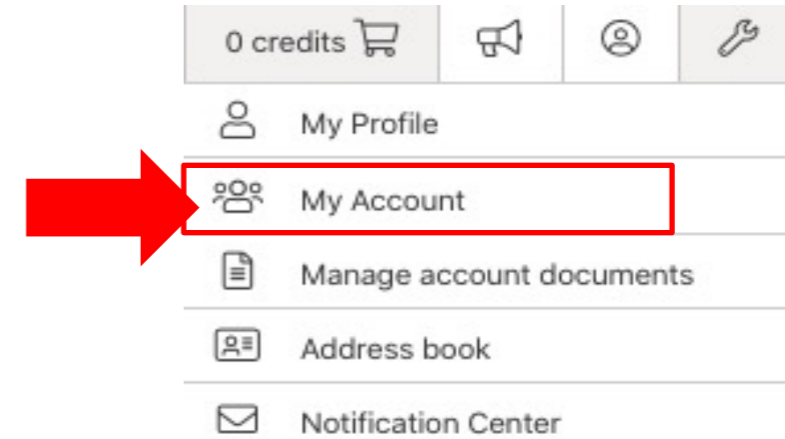 0 credits
My Profile
My Account
Manage account documents
Address book
Notification Center